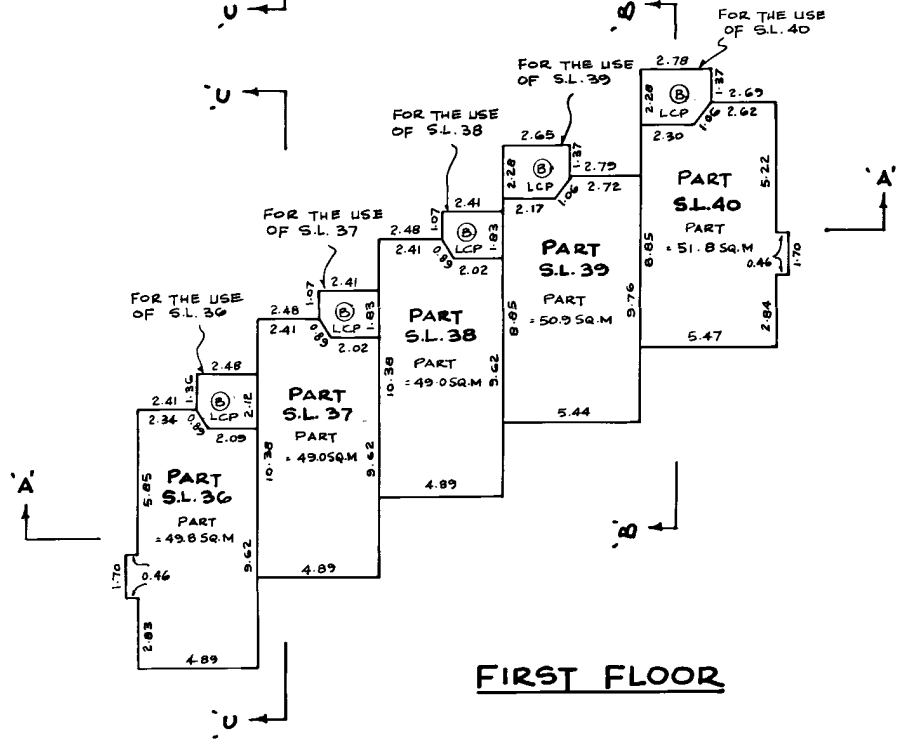 'C'
'B'
FOR THE USE
OF S.L.40
2.78
2.28
B
LCP
1.37
2.69
1.06
2.62
2.30
'C'
FOR THE USE
OF S.L.39
2.65
2.28
B
LCP
1.37
2.79
1.06
2.72
2.17
FOR THE USE
OF S.L.38
2.41
1.07
B
LCP
1.83
2.48
2.41
0.89
2.02
PART
S.L.40
PART
=51.8 SQ.M
5.22
0.46
1.70
2.84
8.85
5.47
'A'
FOR THE USE
OF S.L.37
2.41
1.07
B
LCP
1.83
2.48
2.41
0.89
2.02
PART
S.L.39
PART
=50.9 SQ.M
8.85
9.76
5.44
FOR THE USE
OF S.L.36
2.48
1.36
B
LCP
2.12
2.41
2.34
0.89
2.09
PART
S.L.38
PART
=49.0 SQ.M
10.38
9.62
4.89
PART
S.L.37
PART
=49.0 SQ.M
10.38
9.62
4.89
'A'
PART
S.L.36
PART
=49.8 SQ.M
5.85
1.70
0.46
2.83
9.62
4.89
'B'
FIRST FLOOR
'C'